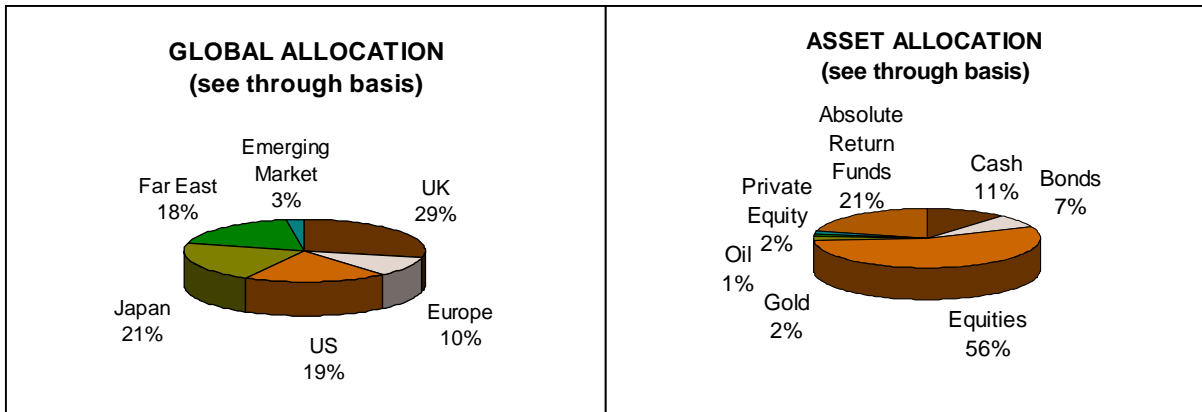 GLOBAL ALLOCATION
(see through basis)
Emerging
Market
3%
UK
29%
Far East
18%
Japan
21%
US
19%
Europe
10%
ASSET ALLOCATION
(see through basis)
Absolute
Return
Funds
21%
Cash
11%
Bonds
7%
Private
Equity
2%
Oil
1%
Gold
2%
Equities
56%